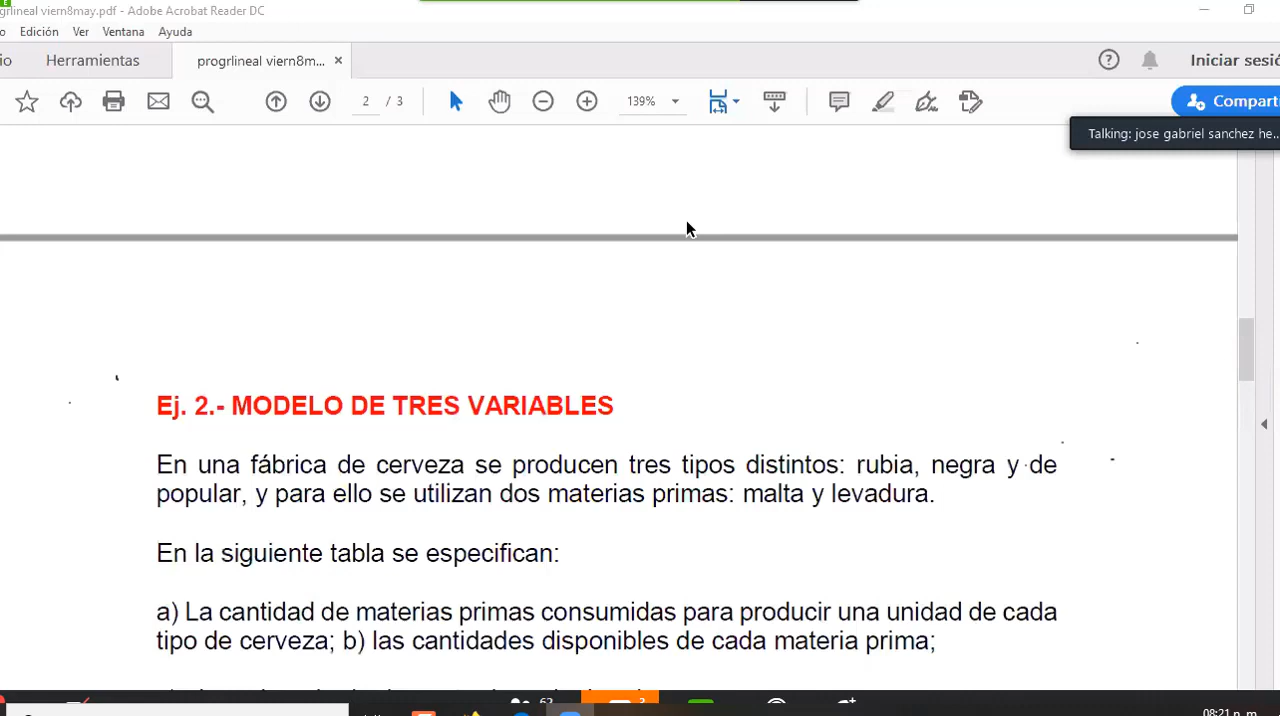 grlineal viern8may.pdf - Adobe Acrobat Reader DC
Edición Ver Ventana Ayuda
Herramientas progrlineal viern8m... × Iniciar sesió
2 / 3 139% Comparti
Talking: jose gabriel sanchez he..
Ej. 2.- MODELO DE TRES VARIABLES
En una fábrica de cerveza se producen tres tipos distintos: rubia, negra y de
popular, y para ello se utilizan dos materias primas: malta y levadura.
En la siguiente tabla se especifican:
a) La cantidad de materias primas consumidas para producir una unidad de cada
tipo de cerveza; b) las cantidades disponibles de cada materia prima;
08:21 p. m.